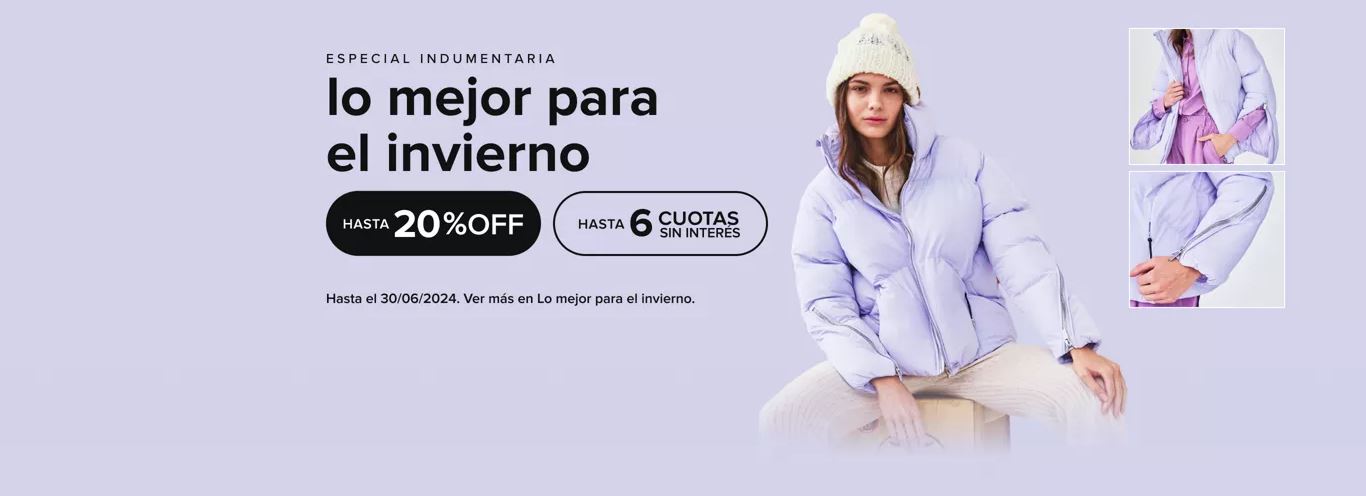 ESPECIAL INDUMENTARIA
lo mejor para
el invierno
HASTA 20%OFF
HASTA 6 CUOTAS SIN INTERÉS
Hasta el 30/06/2024. Ver más en Lo mejor para el invierno.